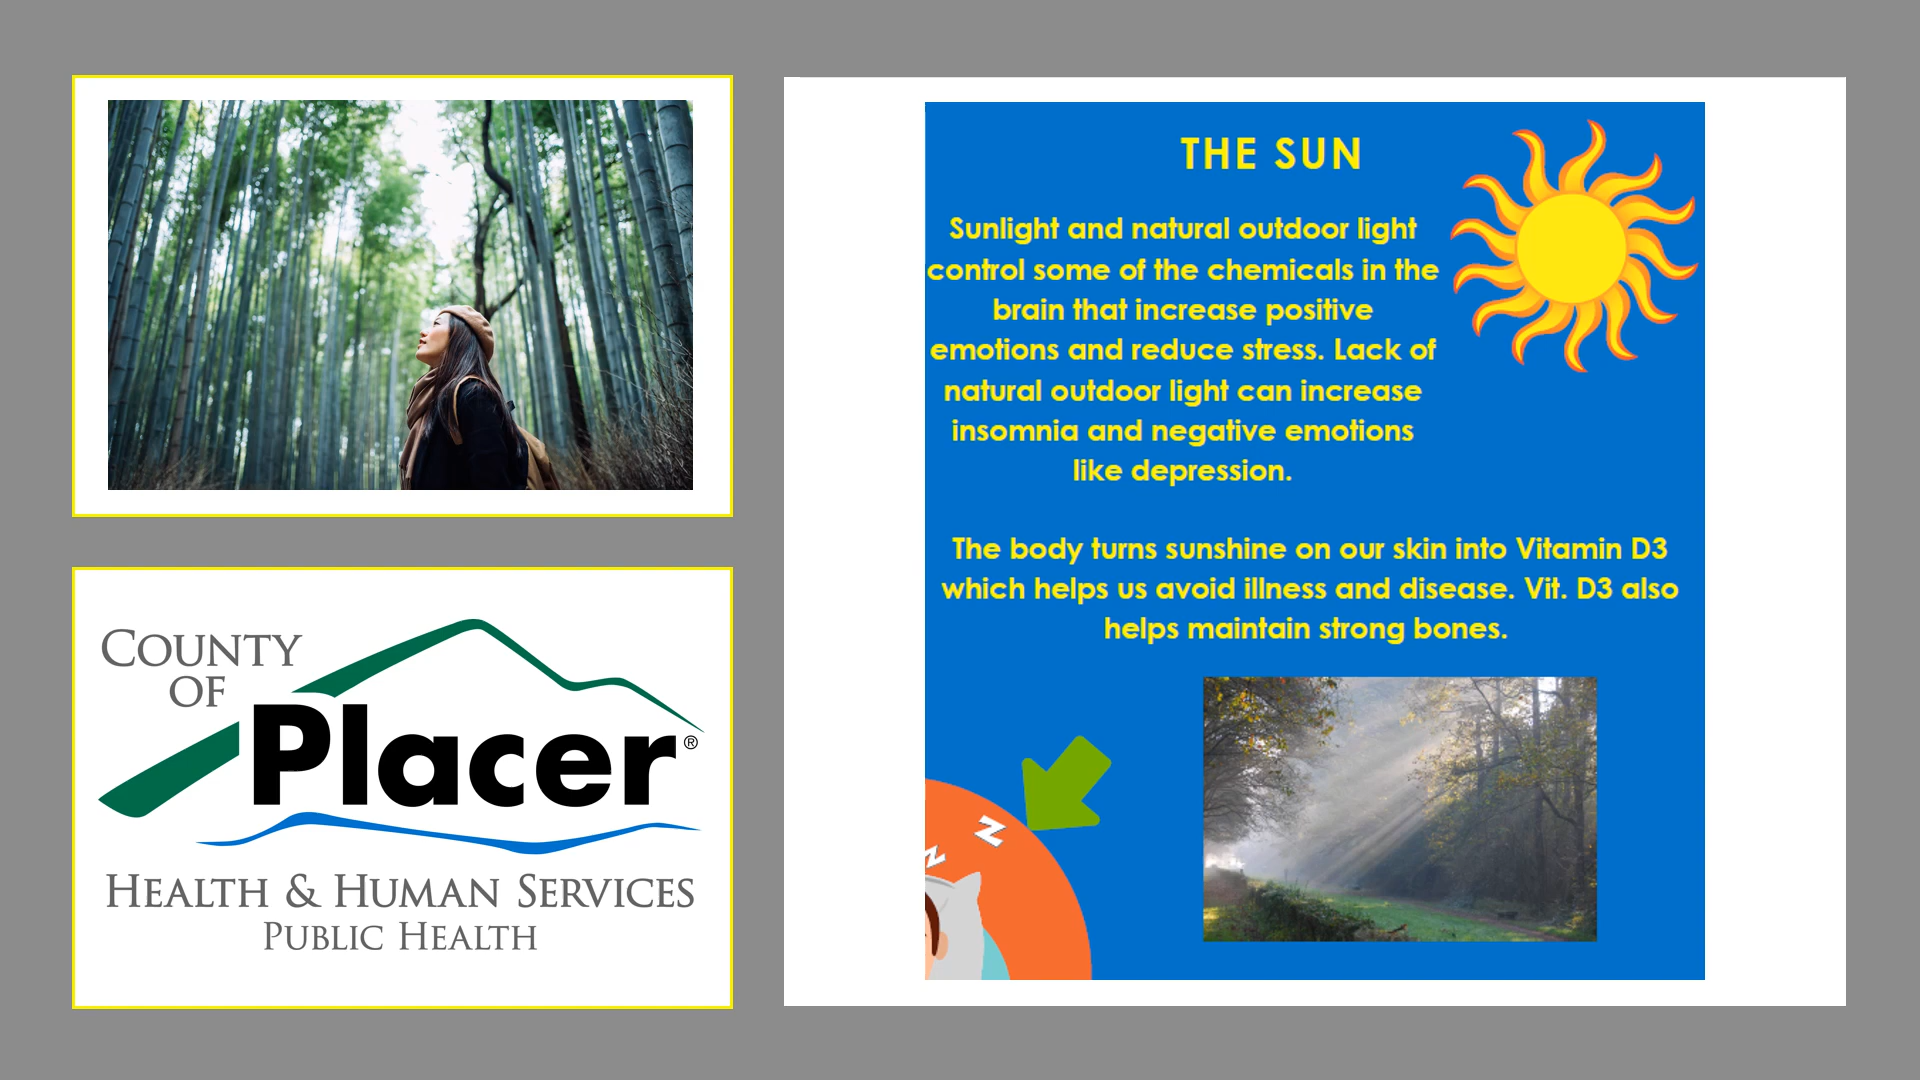 COUNTY
OF
Placer®
HEALTH & HUMAN SERVICES
PUBLIC HEALTH
THE SUN
Sunlight and natural outdoor light
control some of the chemicals in the
brain that increase positive
emotions and reduce stress. Lack of
natural outdoor light can increase
insomnia and negative emotions
like depression.
The body turns sunshine on our skin into Vitamin D3
which helps us avoid illness and disease. Vit. D3 also
helps maintain strong bones.
Z
Z